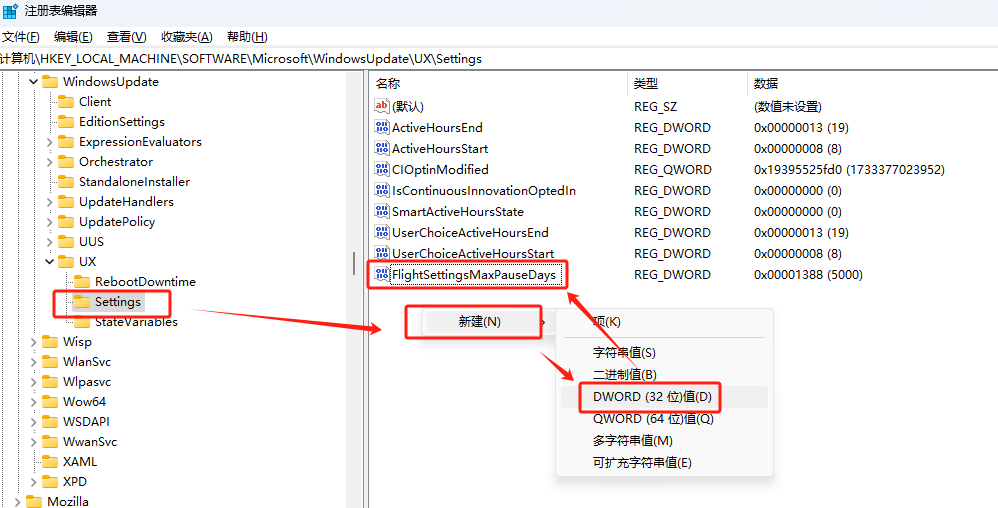 注册表编辑器
文件(F) 编辑(E) 查看(V) 收藏夹(A) 帮助(H)
计算机\HKEY_LOCAL_MACHINE\SOFTWARE\Microsoft\WindowsUpdate\UX\Settings
WindowsUpdate
Client
EditionSettings
ExpressionEvaluators
Orchestrator
StandaloneInstaller
UpdateHandlers
UpdatePolicy
UUS
UX
RebootDowntime
Settings
StateVariables
Wisp
WlanSvc
Wlpasvc
Wow64
WSDAPI
WwanSvc
XAML
XPD
Mozilla
名称 类型 数据
ab (默认) REG_SZ (数值未设置)
ActiveHoursEnd REG_DWORD 0x00000013 (19)
ActiveHoursStart REG_DWORD 0x00000008 (8)
CIOptinModified REG_QWORD 0x19395525fd0 (1733377023952)
IsContinuousInnovationOptedIn REG_DWORD 0x00000000 (0)
SmartActiveHoursState REG_DWORD 0x00000000 (0)
UserChoiceActiveHoursEnd REG_DWORD 0x00000013 (19)
UserChoiceActiveHoursStart REG_DWORD 0x00000008 (8)
FlightSettingsMaxPauseDays REG_DWORD 0x00001388 (5000)
新建(N)
项(K)
字符串值(S)
二进制值(B)
DWORD (32 位)值(D)
QWORD (64 位)值(Q)
多字符串值(M)
可扩充字符串值(E)